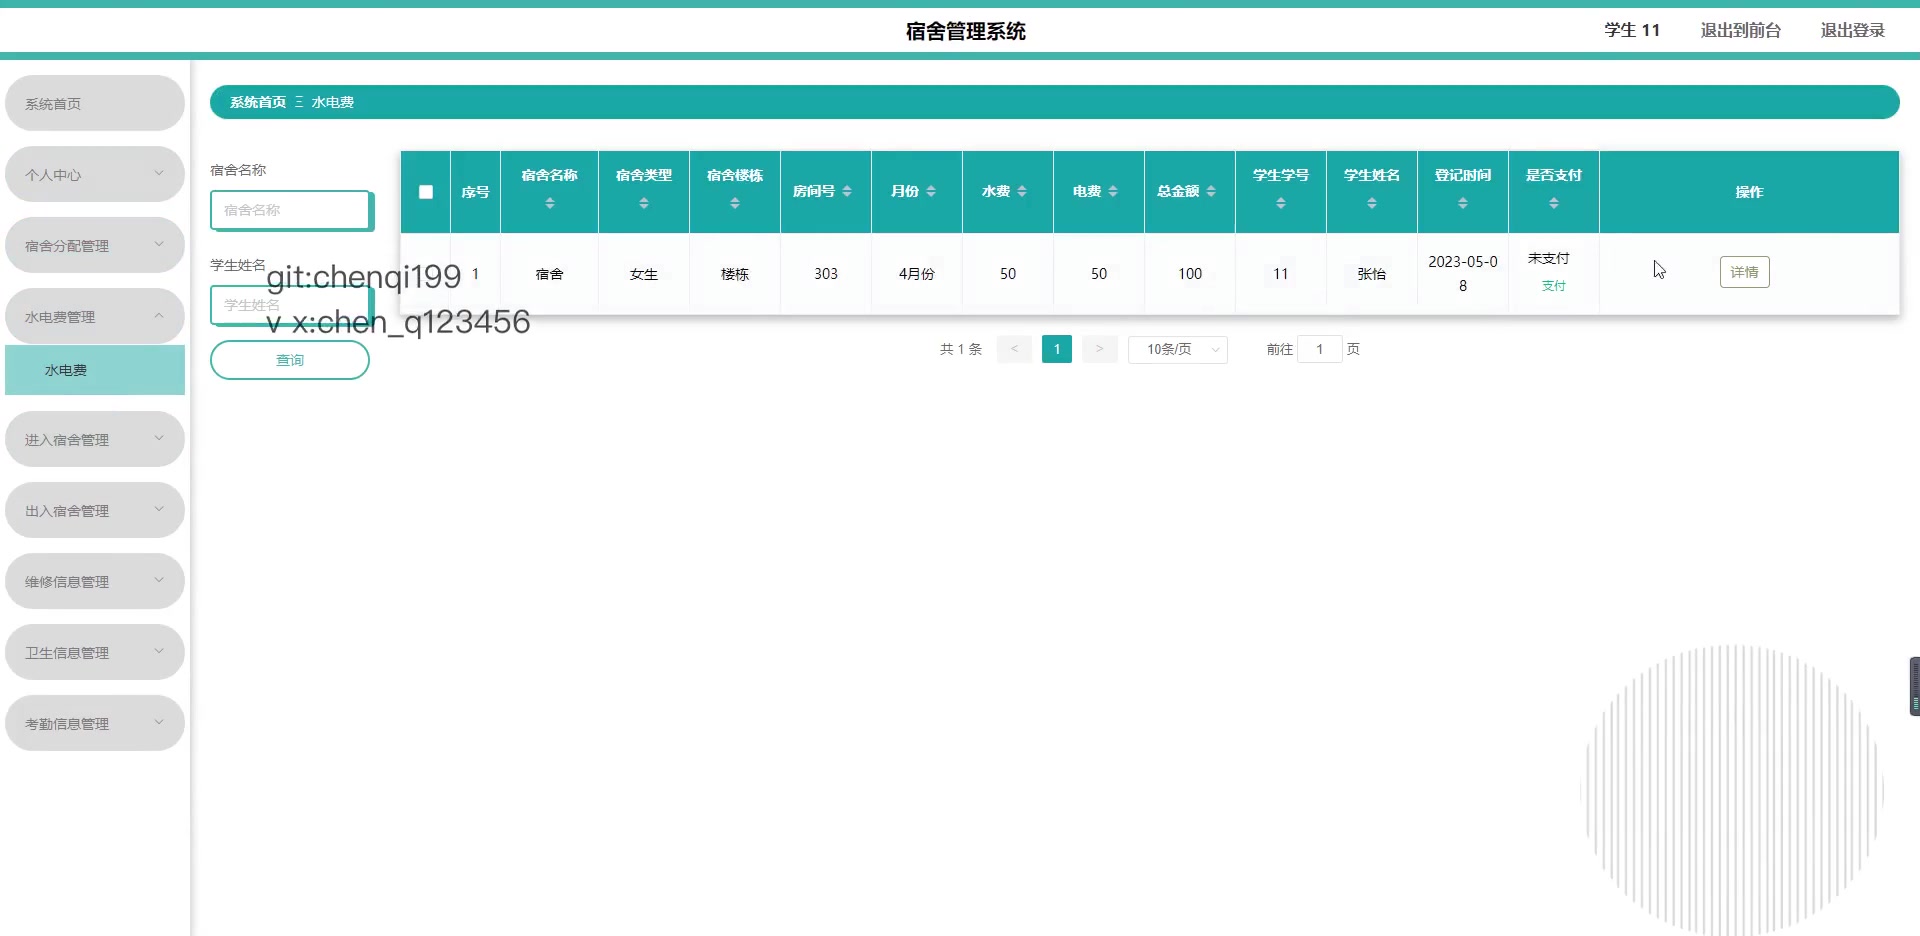 宿舍管理系统
学生 11
退出到前台
退出登录
系统首页
个人中心
宿舍分配管理
水电费管理
水电费
进入宿舍管理
出入宿舍管理
维修信息管理
卫生信息管理
考勤信息管理
系统首页 Ξ 水电费
宿舍名称
宿舍名称
学生姓名
学生姓名
查询
git:chenqi199
v x:chen_q123456
序号 宿舍名称 宿舍类型 宿舍楼栋 房间号 月份 水费 电费 总金额 学生学号 学生姓名 登记时间 是否支付 操作
1 宿舍 女生 楼栋 303 4月份 50 50 100 11 张怡 2023-05-0 未支付 详情
8 支付
共 1 条 < 1 > 10条/页 前往 1 页